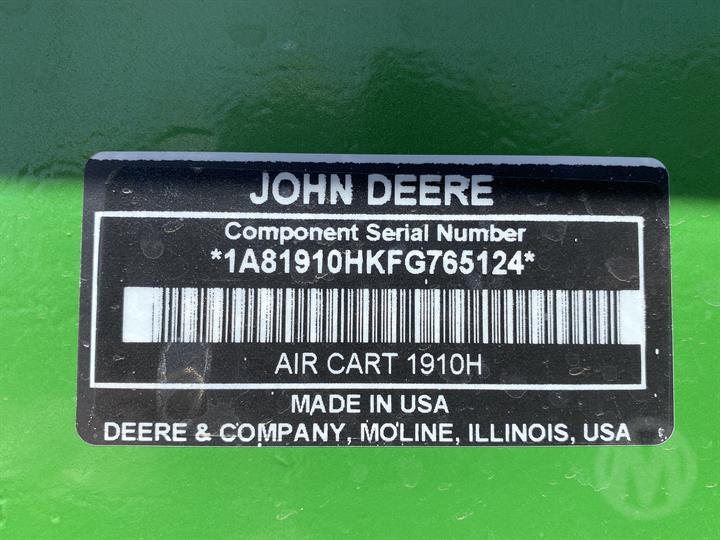 JOHN DEERE
Component Serial Number
*1A81910HKFG765124*
AIR CART 1910H
MADE IN USA
DEERE & COMPANY, MOLINE, ILLINOIS, USA
M